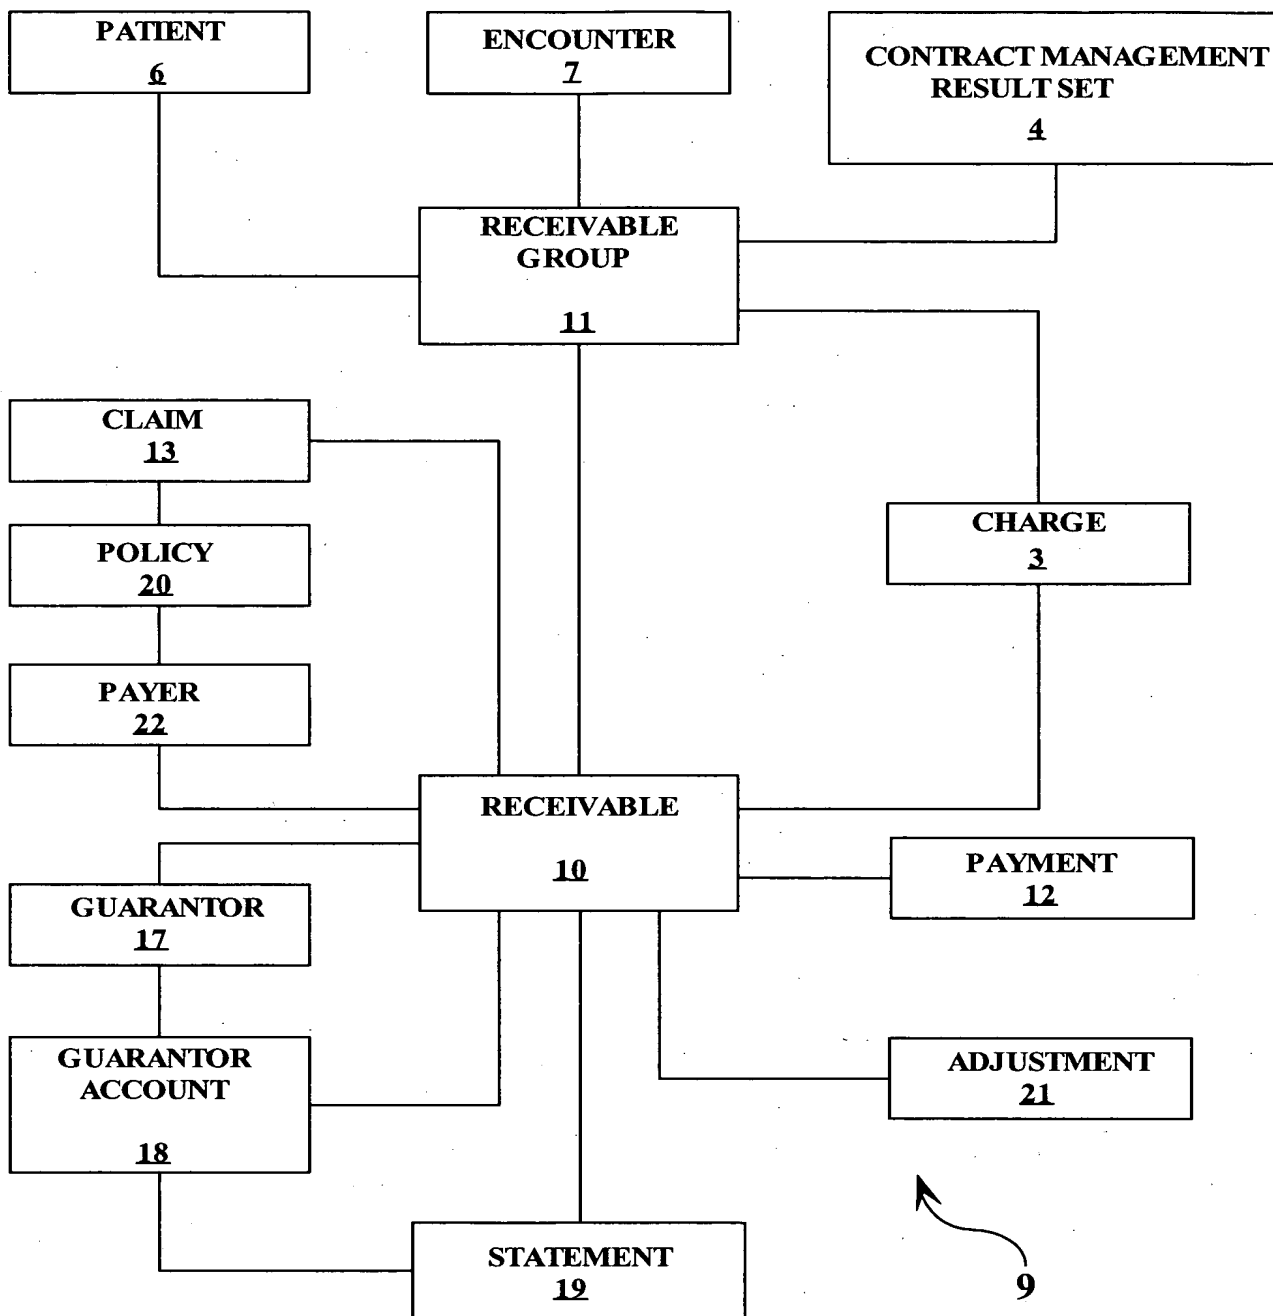 PATIENT
6
ENCOUNTER
7
CONTRACT MANAGEMENT
RESULT SET
4
RECEIVABLE
GROUP
11
CLAIM
13
POLICY
20
CHARGE
3
PAYER
22
RECEIVABLE
10
PAYMENT
12
GUARANTOR
17
GUARANTOR
ACCOUNT
18
ADJUSTMENT
21
STATEMENT
19
9